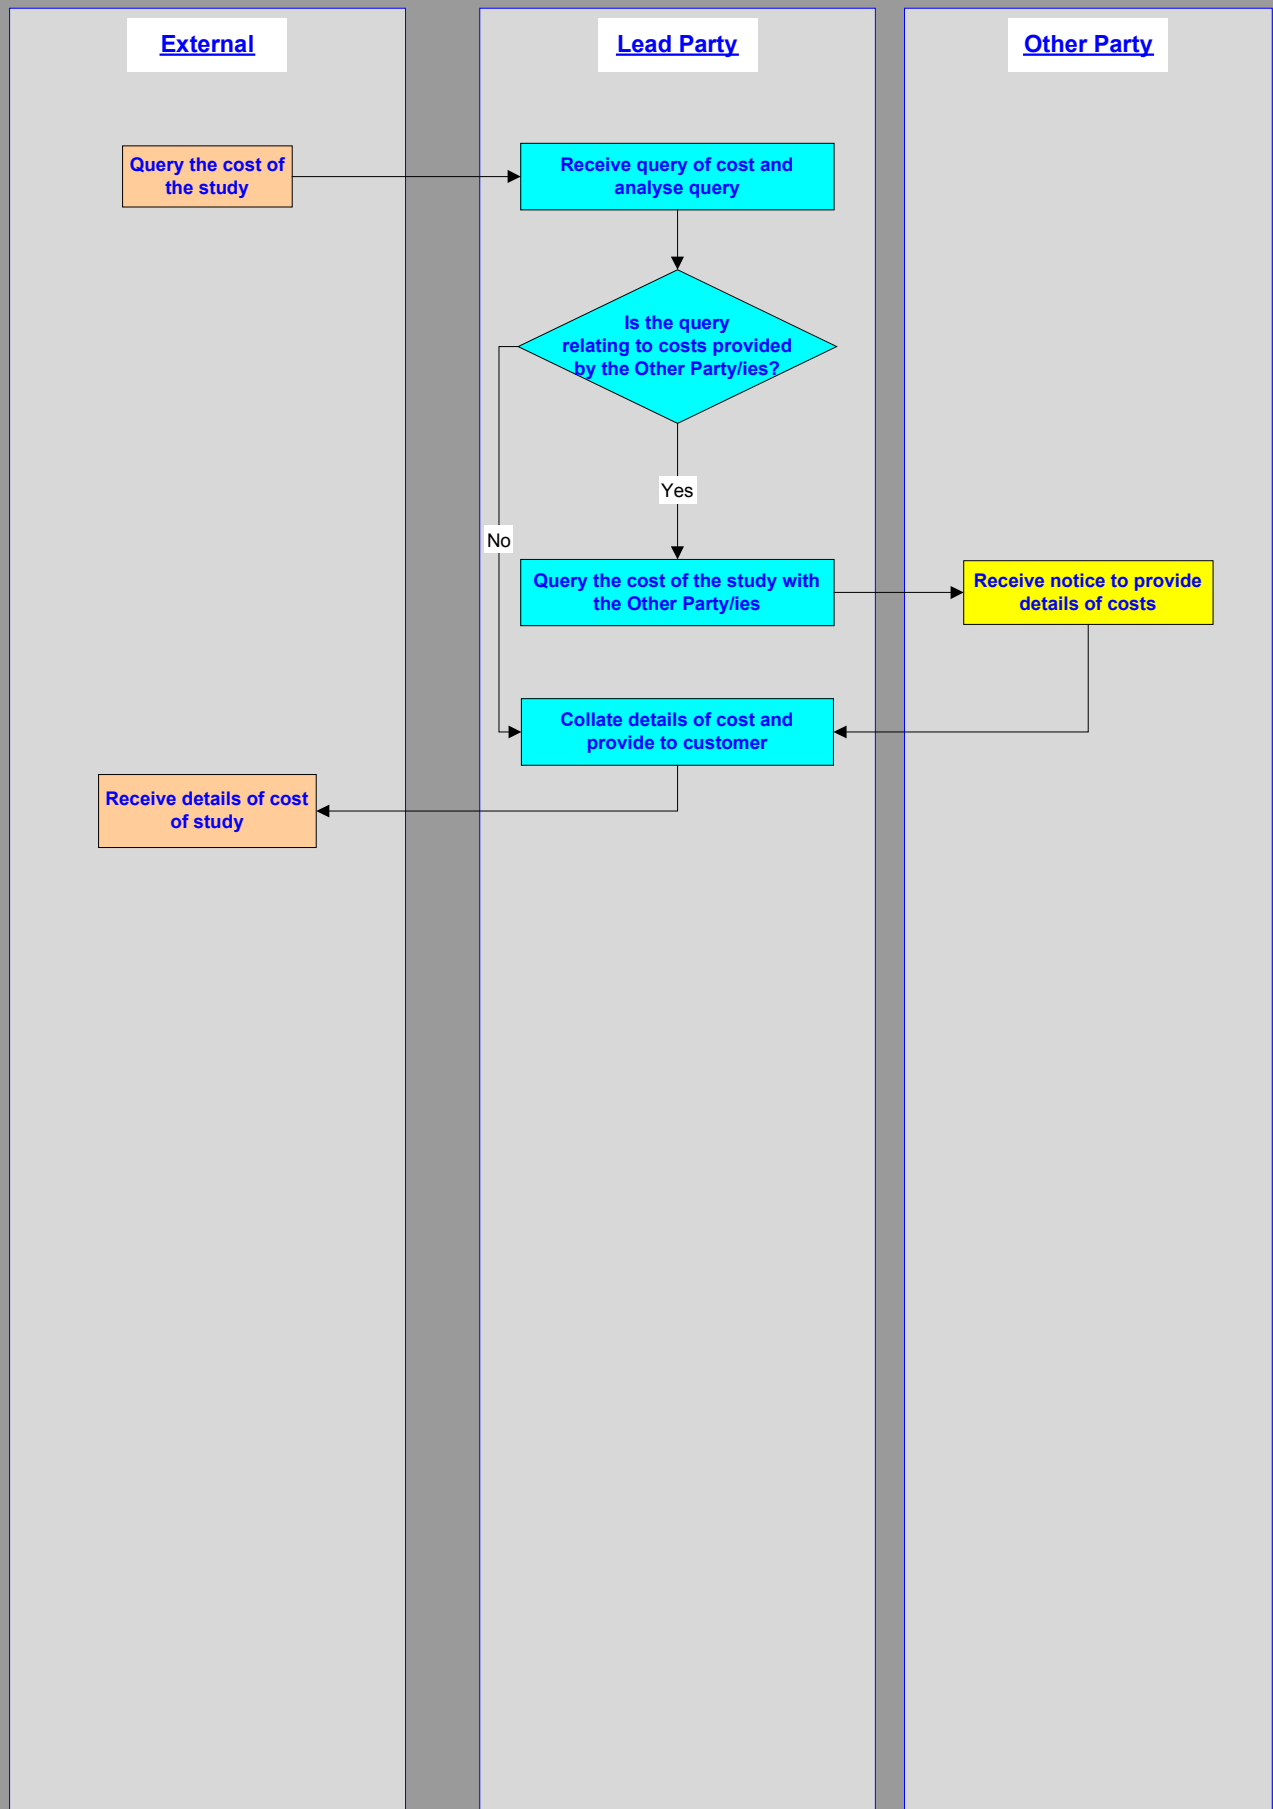 External
Lead Party
Other Party
Query the cost of
the study
Receive query of cost and
analyse query
Is the query
relating to costs provided
by the Other Party/ies?
Yes
No
Query the cost of the study with
the Other Party/ies
Receive notice to provide
details of costs
Collate details of cost and
provide to customer
Receive details of cost
of study